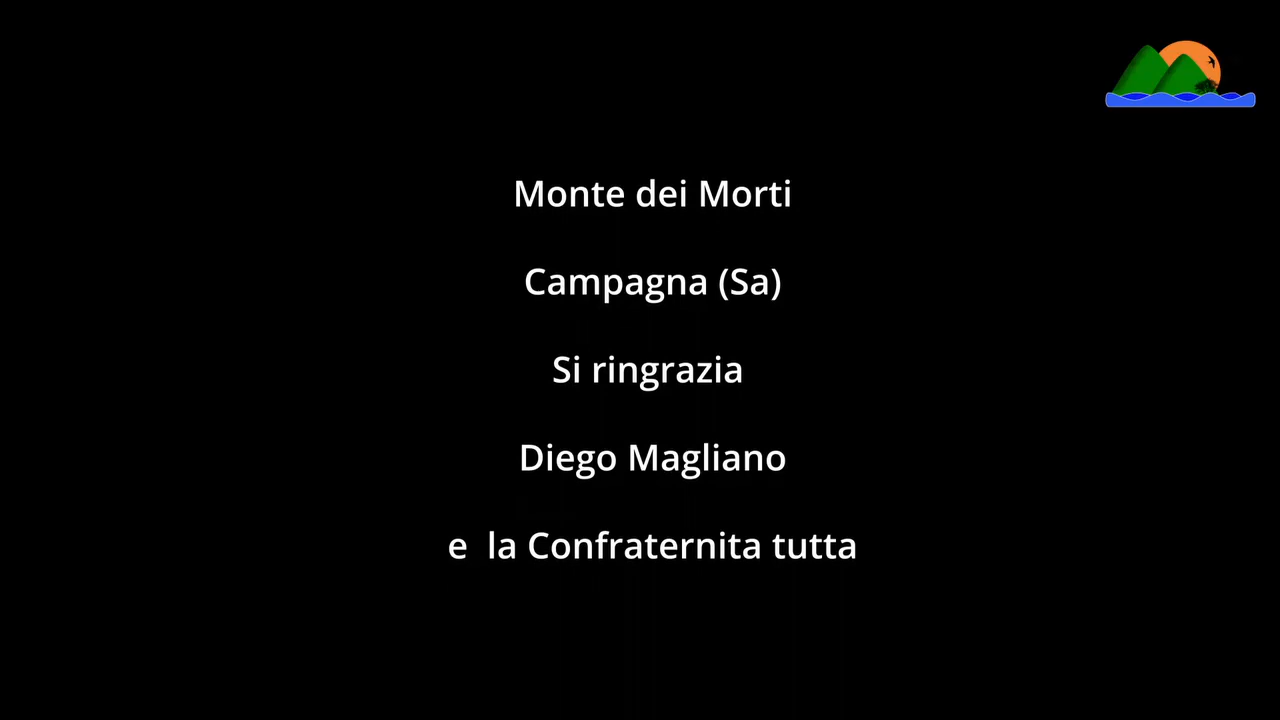 Monte dei Morti
Campagna (Sa)
Si ringrazia
Diego Magliano
e  la Confraternita tutta